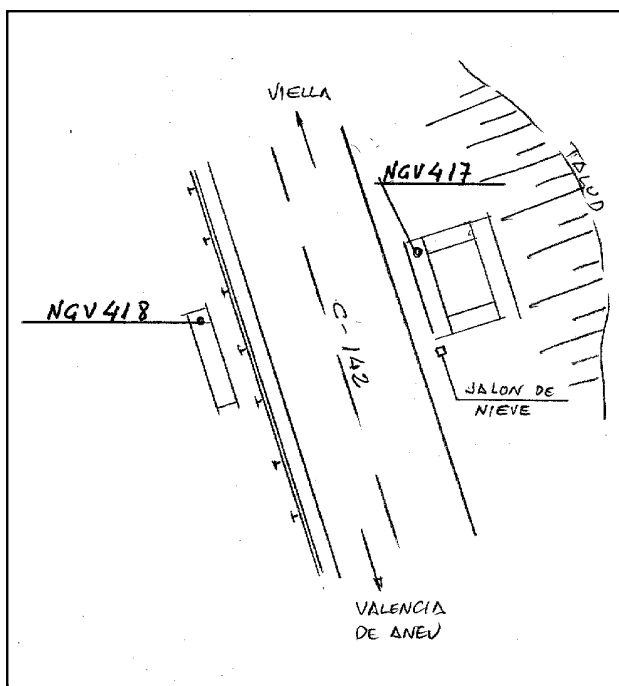 VIELLA
NGV417
TALUD
NGV418
C-142
JALON DE
NIEVE
VALENCIA
DE ANEU